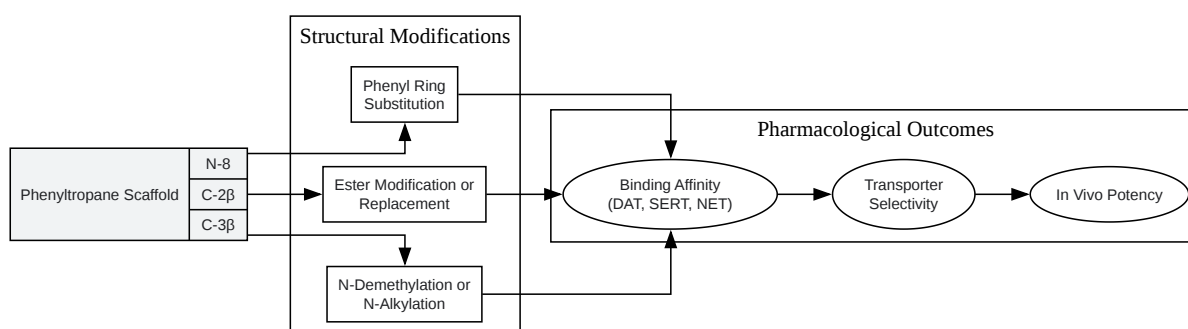 Structural Modifications
Phenyl Ring
Substitution
Pharmacological Outcomes
Phenyltropane Scaffold
N-8
C-2β
C-3β
Ester Modification or
Replacement
Binding Affinity
(DAT, SERT, NET)
Transporter
Selectivity
In Vivo Potency
N-Demethylation or
N-Alkylation